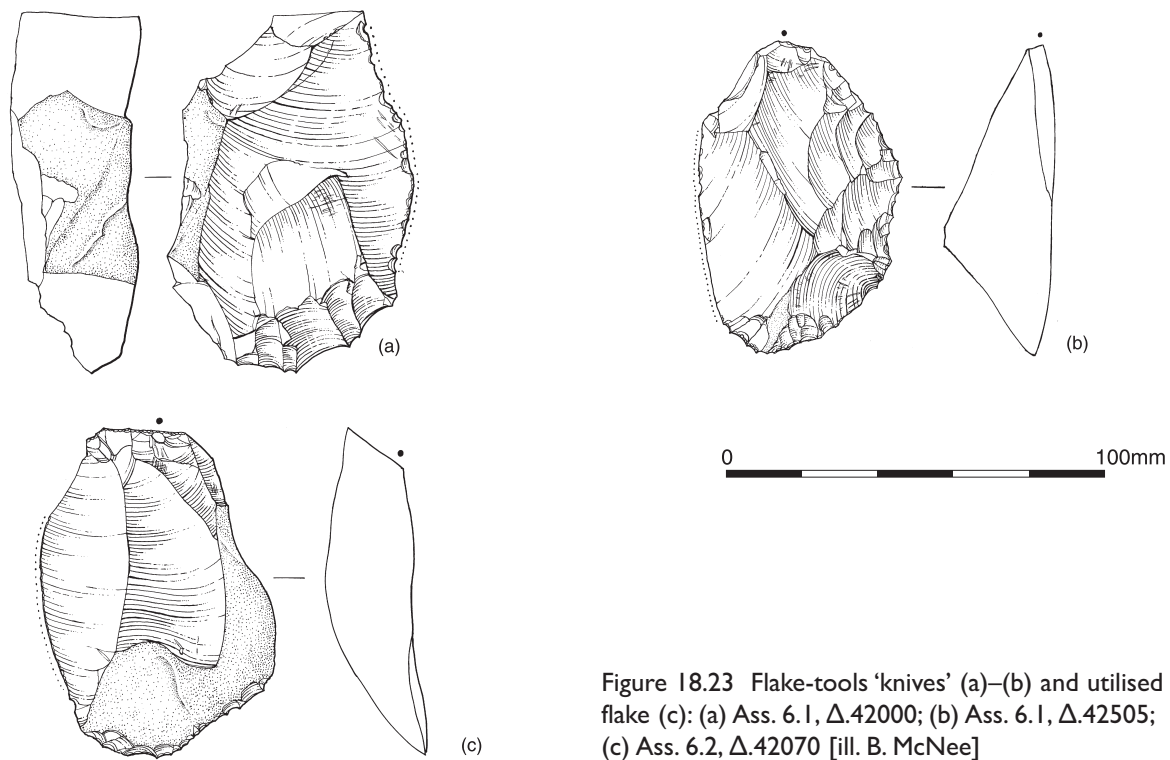 (a)
(b)
0 100mm
(c)
Figure 18.23 Flake-tools ‘knives’ (a)–(b) and utilised
flake (c): (a) Ass. 6.1, Δ.42000; (b) Ass. 6.1, Δ.42505;
(c) Ass. 6.2, Δ.42070 [ill. B. McNee]